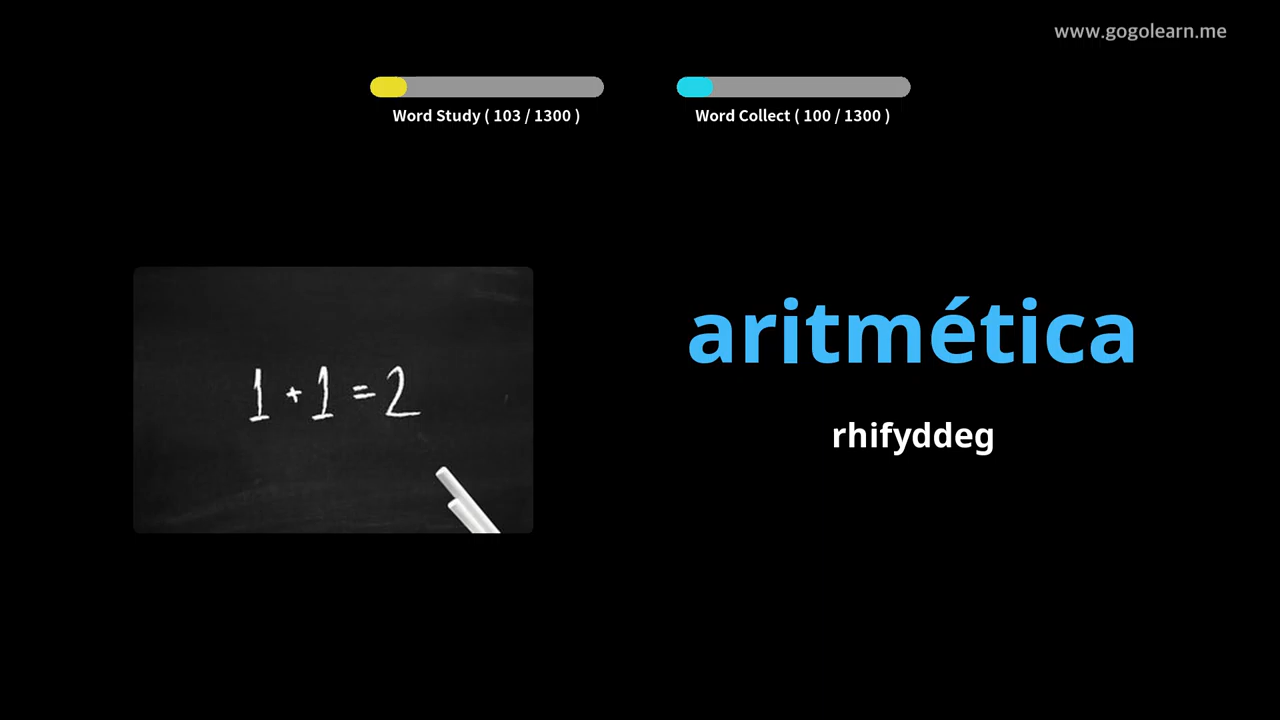 www.gogolearn.me
Word Study ( 103 / 1300 )
Word Collect ( 100 / 1300 )
1 + 1 = 2
aritmética
rhifyddeg